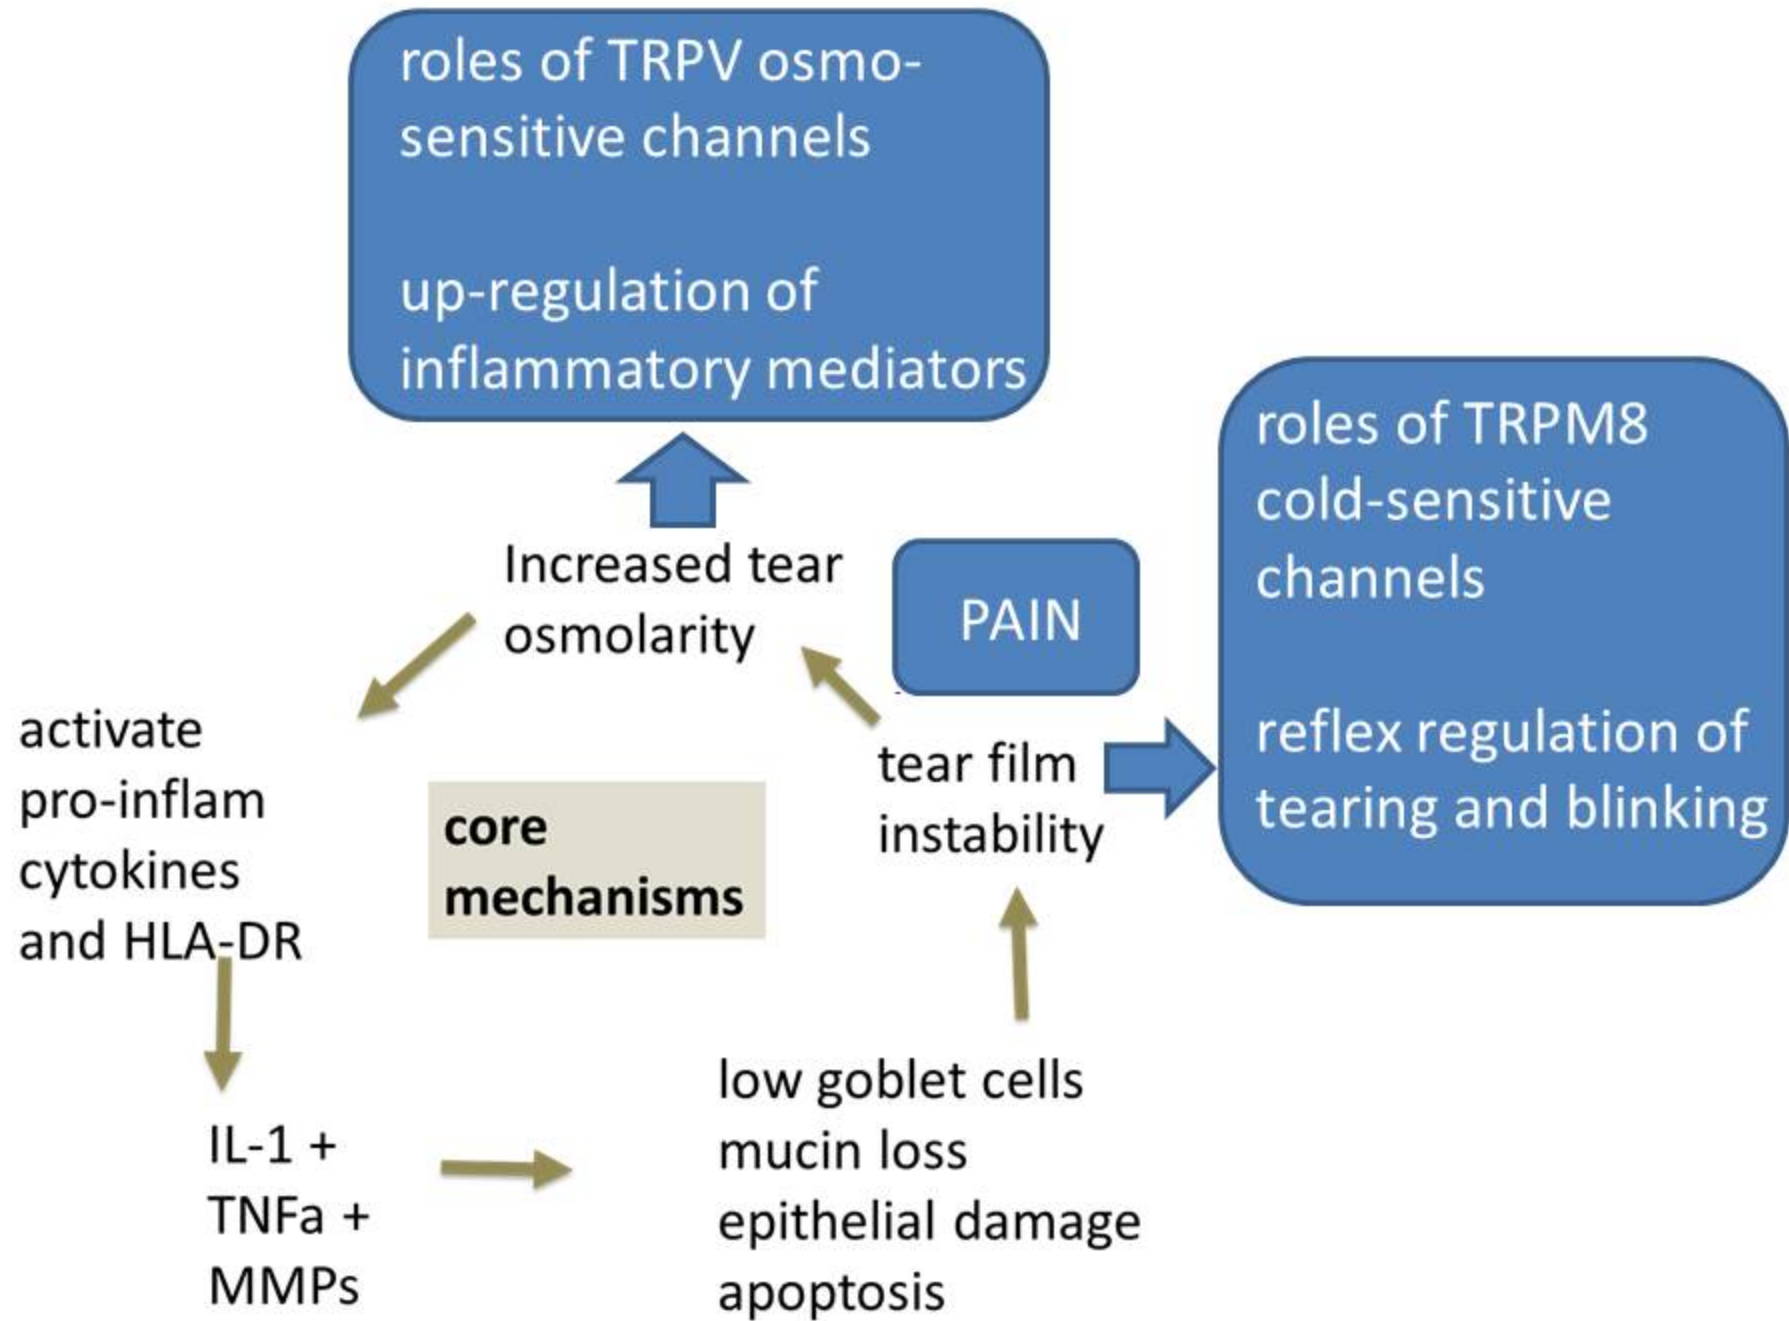 roles of TRPV osmo-
sensitive channels
up-regulation of
inflammatory mediators
roles of TRPM8
cold-sensitive
channels
reflex regulation of
tearing and blinking
Increased tear
osmolarity
PAIN
activate
pro-inflam
cytokines
and HLA-DR
core
mechanisms
tear film
instability
IL-1 +
TNFa +
MMPs
low goblet cells
mucin loss
epithelial damage
apoptosis